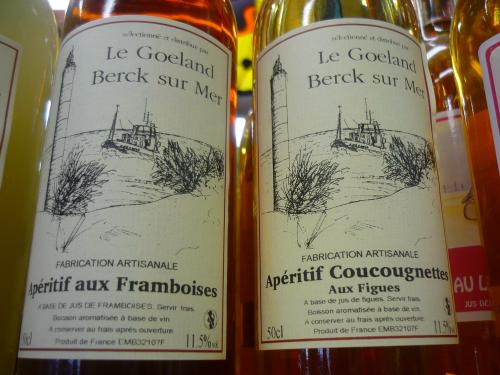 sélectionné et distribué par
Le Goeland
Berck sur Mer
FABRICATION ARTISANALE
Apéritif aux Framboises
A BASE DE JUS DE FRAMBOISES. Servir frais.
Boisson aromatisée à base de vin.
A conserver au frais après ouverture.
Produit de France EMB32107F
11.5%
sélectionné et distribué par
Le Goeland
Berck sur Mer
FABRICATION ARTISANALE
Apéritif Coucougnettes
Aux Figues
A base de jus de figues. Servir frais.
Boisson aromatisée à base de vin.
A conserver au frais après ouverture.
50cl Produit de France EMB32107F 11.5%
AU L